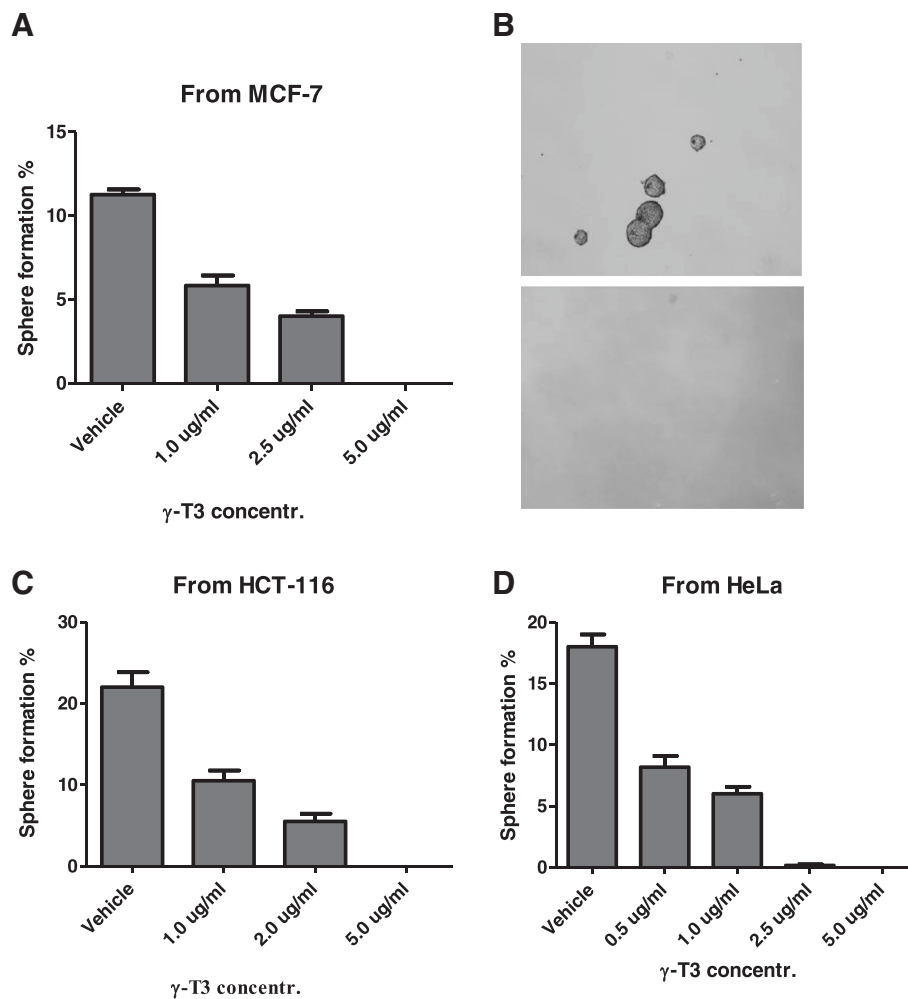 A
From MCF-7
Sphere formation %
15
10
5
0
Vehicle
1.0 ug/ml
2.5 ug/ml
5.0 ug/ml
γ-T3 concentr.
B
C
From HCT-116
Sphere formation %
30
20
10
0
Vehicle
1.0 ug/ml
2.0 ug/ml
5.0 ug/ml
γ-T3 concentr.
D
From HeLa
Sphere formation %
20
15
10
5
0
Vehicle
0.5 ug/ml
1.0 ug/ml
2.5 ug/ml
5.0 ug/ml
γ-T3 concentr.